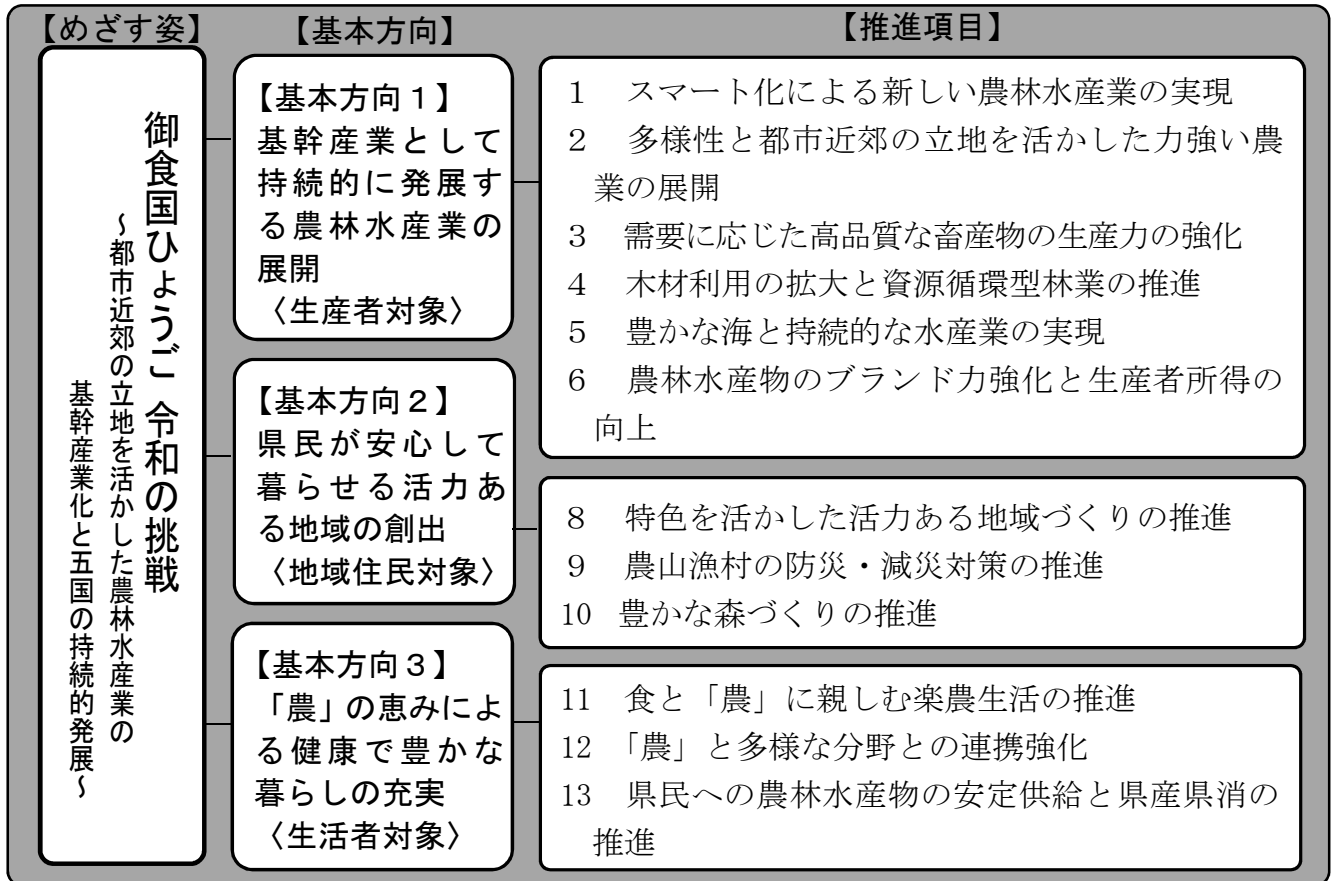 【めざす姿】
御食国ひょうご 令和の挑戦
～都市近郊の立地を活かした農林水産業の
基幹産業化と五国の持続的発展～
【基本方向】
【基本方向１】
基幹産業として
持続的に発展す
る農林水産業の
展開
〈生産者対象〉
【基本方向２】
県民が安心して
暮らせる活力あ
る地域の創出
〈地域住民対象〉
【基本方向３】
「農」の恵みによ
る健康で豊かな
暮らしの充実
〈生活者対象〉
【推進項目】
1 スマート化による新しい農林水産業の実現
2 多様性と都市近郊の立地を活かした力強い農
業の展開
3 需要に応じた高品質な畜産物の生産力の強化
4 木材利用の拡大と資源循環型林業の推進
5 豊かな海と持続的な水産業の実現
6 農林水産物のブランド力強化と生産者所得の
向上
8 特色を活かした活力ある地域づくりの推進
9 農山漁村の防災・減災対策の推進
10 豊かな森づくりの推進
11 食と「農」に親しむ楽農生活の推進
12 「農」と多様な分野との連携強化
13 県民への農林水産物の安定供給と県産県消の
推進